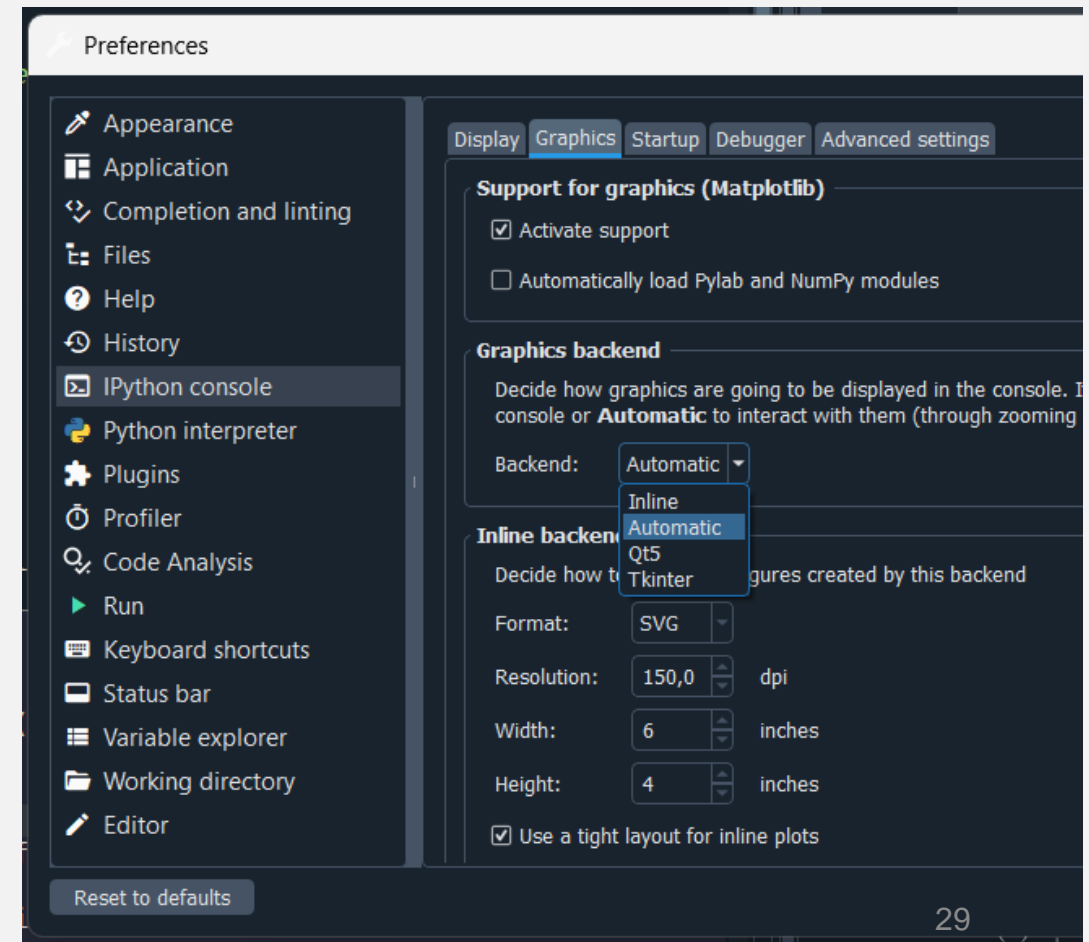 Preferences
Appearance
Application
Completion and linting
Files
Help
History
IPython console
Python interpreter
Plugins
Profiler
Code Analysis
Run
Keyboard shortcuts
Status bar
Variable explorer
Working directory
Editor
Reset to defaults
Display Graphics Startup Debugger Advanced settings
Support for graphics (Matplotlib)
Activate support
Automatically load Pylab and NumPy modules
Graphics backend
Decide how graphics are going to be displayed in the console.
console or Automatic to interact with them (through zooming
Backend: Automatic
Inline
Automatic
Qt5
Tkinter
Inline backend
Decide how gures created by this backend
Format: SVG
Resolution: 150,0 dpi
Width: 6 inches
Height: 4 inches
Use a tight layout for inline plots
29